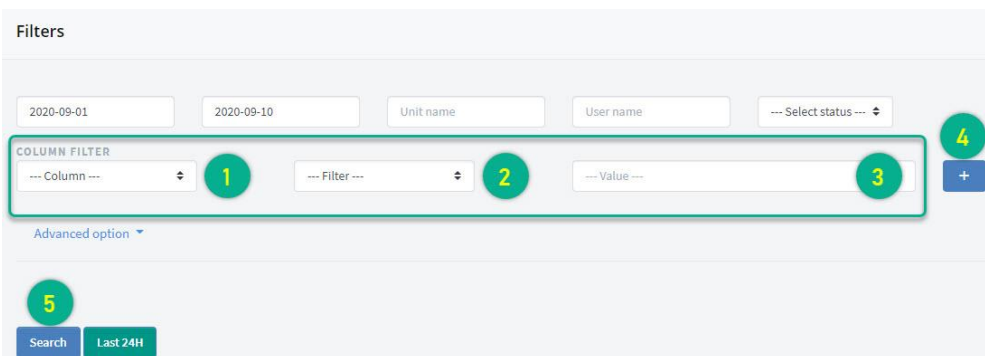 Filters
2020-09-01 2020-09-10 Unit name User name --- Select status ---
4
COLUMN FILTER
--- Column --- 1 --- Filter --- 2 --- Value --- 3 +
Advanced option
5
Search Last 24H